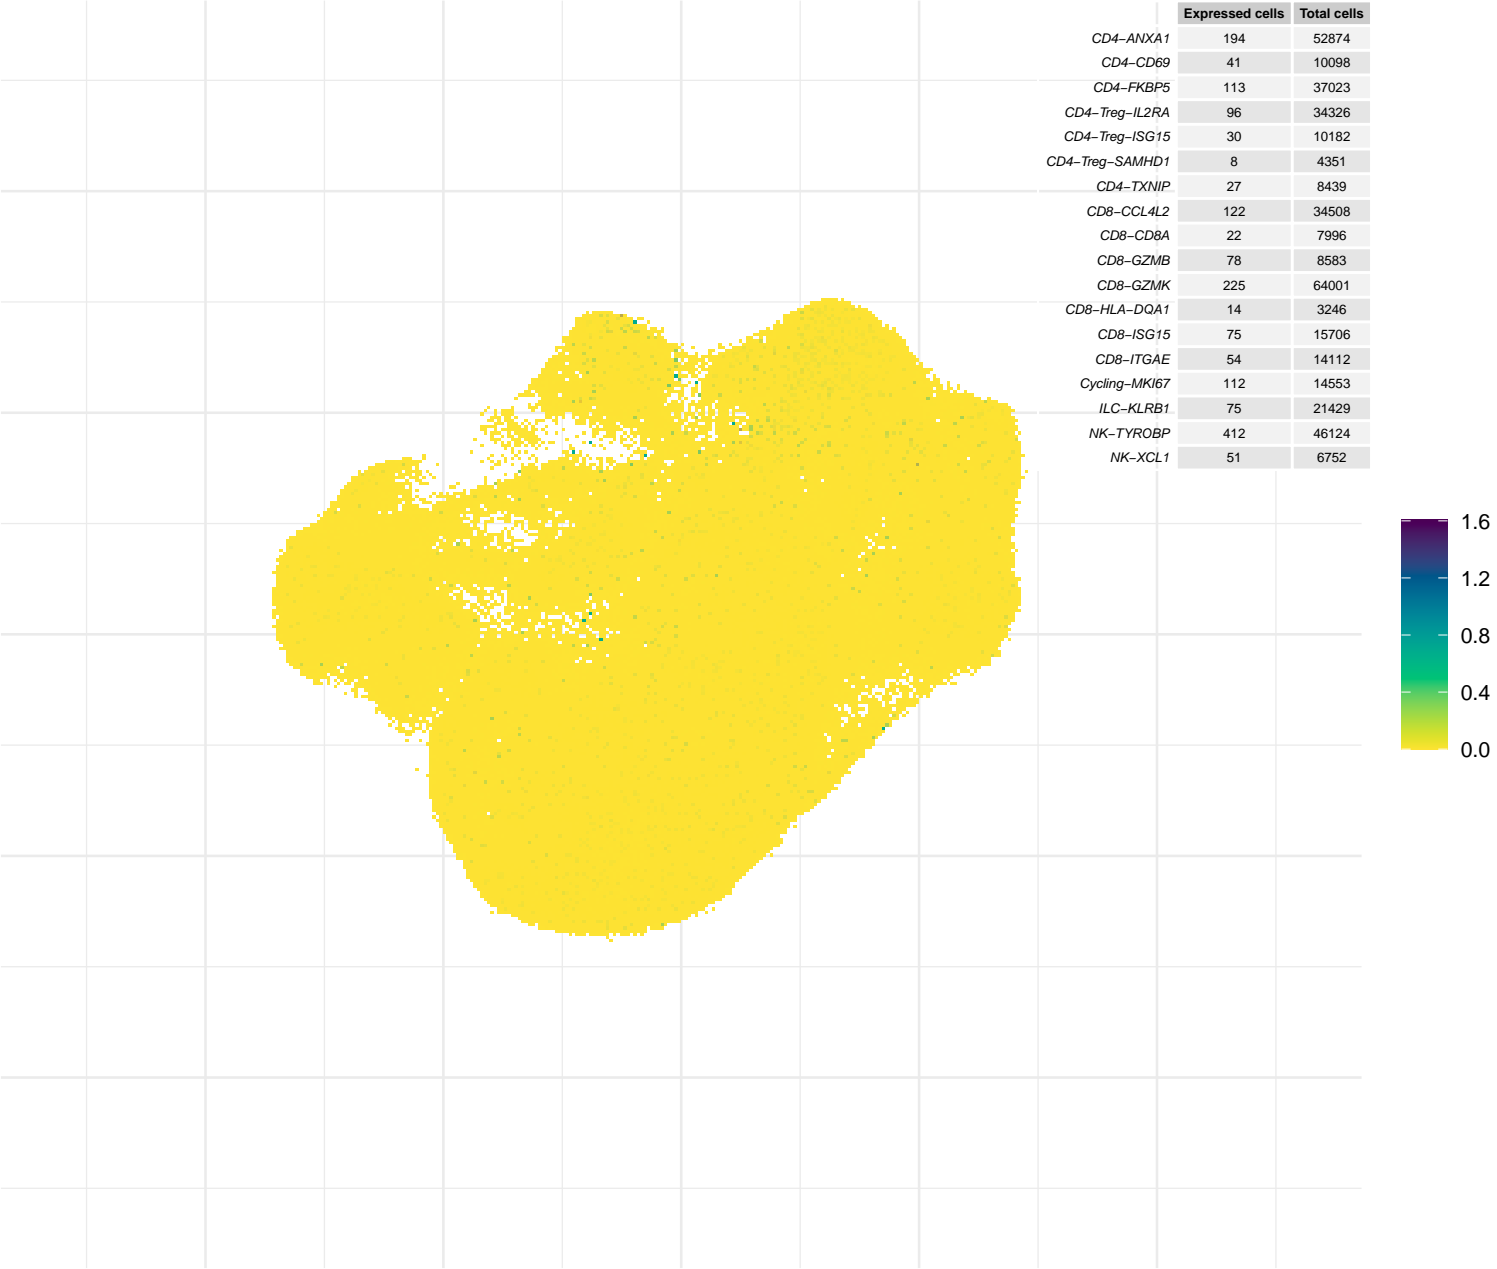 Expressed cells Total cells
CD4−ANXA1 194 52874
CD4−CD69 41 10098
CD4−FKBP5 113 37023
CD4−Treg−IL2RA 96 34326
CD4−Treg−ISG15 30 10182
CD4−Treg−SAMHD1 8 4351
CD4−TXNIP 27 8439
CD8−CCL4L2 122 34508
CD8−CD8A 22 7996
CD8−GZMB 78 8583
CD8−GZMK 225 64001
CD8−HLA−DQA1 14 3246
CD8−ISG15 75 15706
CD8−ITGAE 54 14112
Cycling−MKI67 112 14553
ILC−KLRB1 75 21429
NK−TYROBP 412 46124
NK−XCL1 51 6752
1.6
1.2
0.8
0.4
0.0